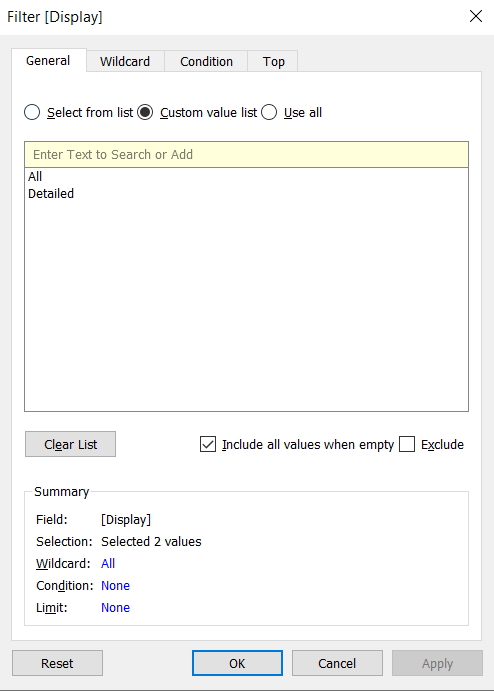 Filter [Display]
General Wildcard Condition Top
Select from list Custom value list Use all
Enter Text to Search or Add
All
Detailed
Clear List Include all values when empty Exclude
Summary
Field: [Display]
Selection: Selected 2 values
Wildcard: All
Condition: None
Limit: None
Reset OK Cancel Apply